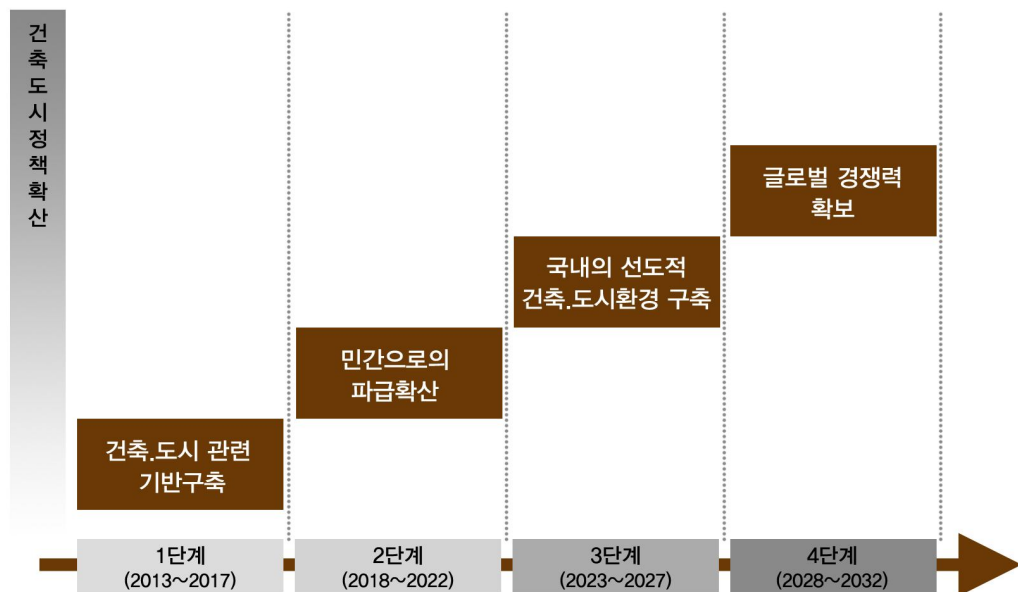 건축도시정책확산
글로벌 경쟁력
확보
국내의 선도적
건축.도시환경 구축
민간으로의
파급확산
건축.도시 관련
기반구축
1단계
(2013~2017)
2단계
(2018~2022)
3단계
(2023~2027)
4단계
(2028~2032)